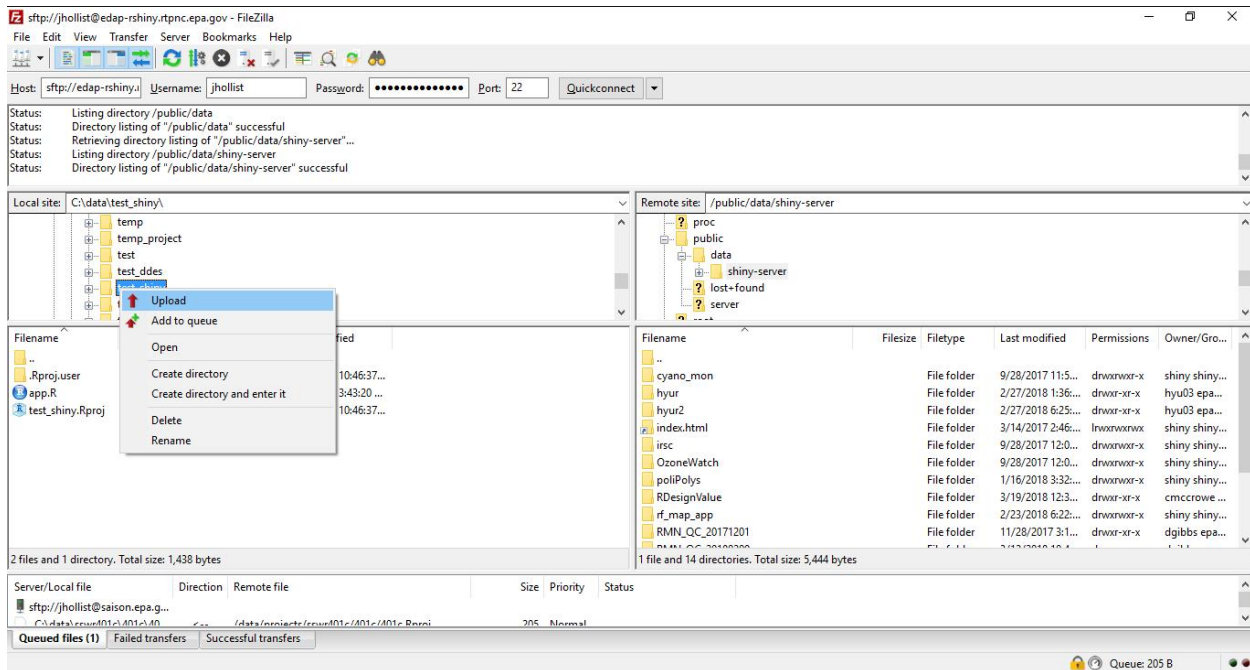 sftp://jhollist@edap-rshiny.rtpnc.epa.gov - FileZilla
File Edit View Transfer Server Bookmarks Help
Host: sftp://edap-rshiny. Username: jhollist Password: ●●●●●●●●●●●●●● Port: 22 Quickconnect
Status: Listing directory /public/data
Status: Directory listing of "/public/data" successful
Status: Retrieving directory listing of "/public/data/shiny-server"...
Status: Listing directory /public/data/shiny-server
Status: Directory listing of "/public/data/shiny-server" successful
Local site: C:\data\test_shiny\
temp
temp_project
test
test_ddes
test_shiny
Upload
Add to queue
Open
Create directory
Create directory and enter it
Delete
Rename
Filename
..
.Rproj.user 10:46:37...
app.R 3:43:20 ...
test_shiny.Rproj 10:46:37...
2 files and 1 directory. Total size: 1,438 bytes
Remote site: /public/data/shiny-server
? proc
public
data
shiny-server
? lost+found
? server
Filename Filesize Filetype Last modified Permissions Owner/Gro...
..
cyano_mon File folder 9/28/2017 11:5... drwxrwxr-x shiny shiny...
hyur File folder 2/27/2018 1:36:... drwxr-xr-x hyu03 epa...
hyur2 File folder 2/27/2018 6:25:... drwxr-xr-x hyu03 epa...
index.html File folder 3/14/2017 2:46:... lrwxrwxrwx shiny shiny...
irsc File folder 9/28/2017 12:0... drwxrwxr-x shiny shiny...
OzoneWatch File folder 9/28/2017 12:0... drwxrwxr-x shiny shiny...
poliPolys File folder 1/16/2018 3:32:... drwxrwxr-x shiny shiny...
RDesignValue File folder 3/19/2018 12:3... drwxr-xr-x cmccrowe ...
rf_map_app File folder 2/23/2018 6:22:... drwxrwxr-x shiny shiny...
RMN_QC_20171201 File folder 11/28/2017 3:1... drwxr-xr-x dgibbs epa...
1 file and 14 directories. Total size: 5,444 bytes
Server/Local file Direction Remote file Size Priority Status
sftp://jhollist@saison.epa.g...
205 Normal
Queued files (1) Failed transfers Successful transfers
Queue: 205 B